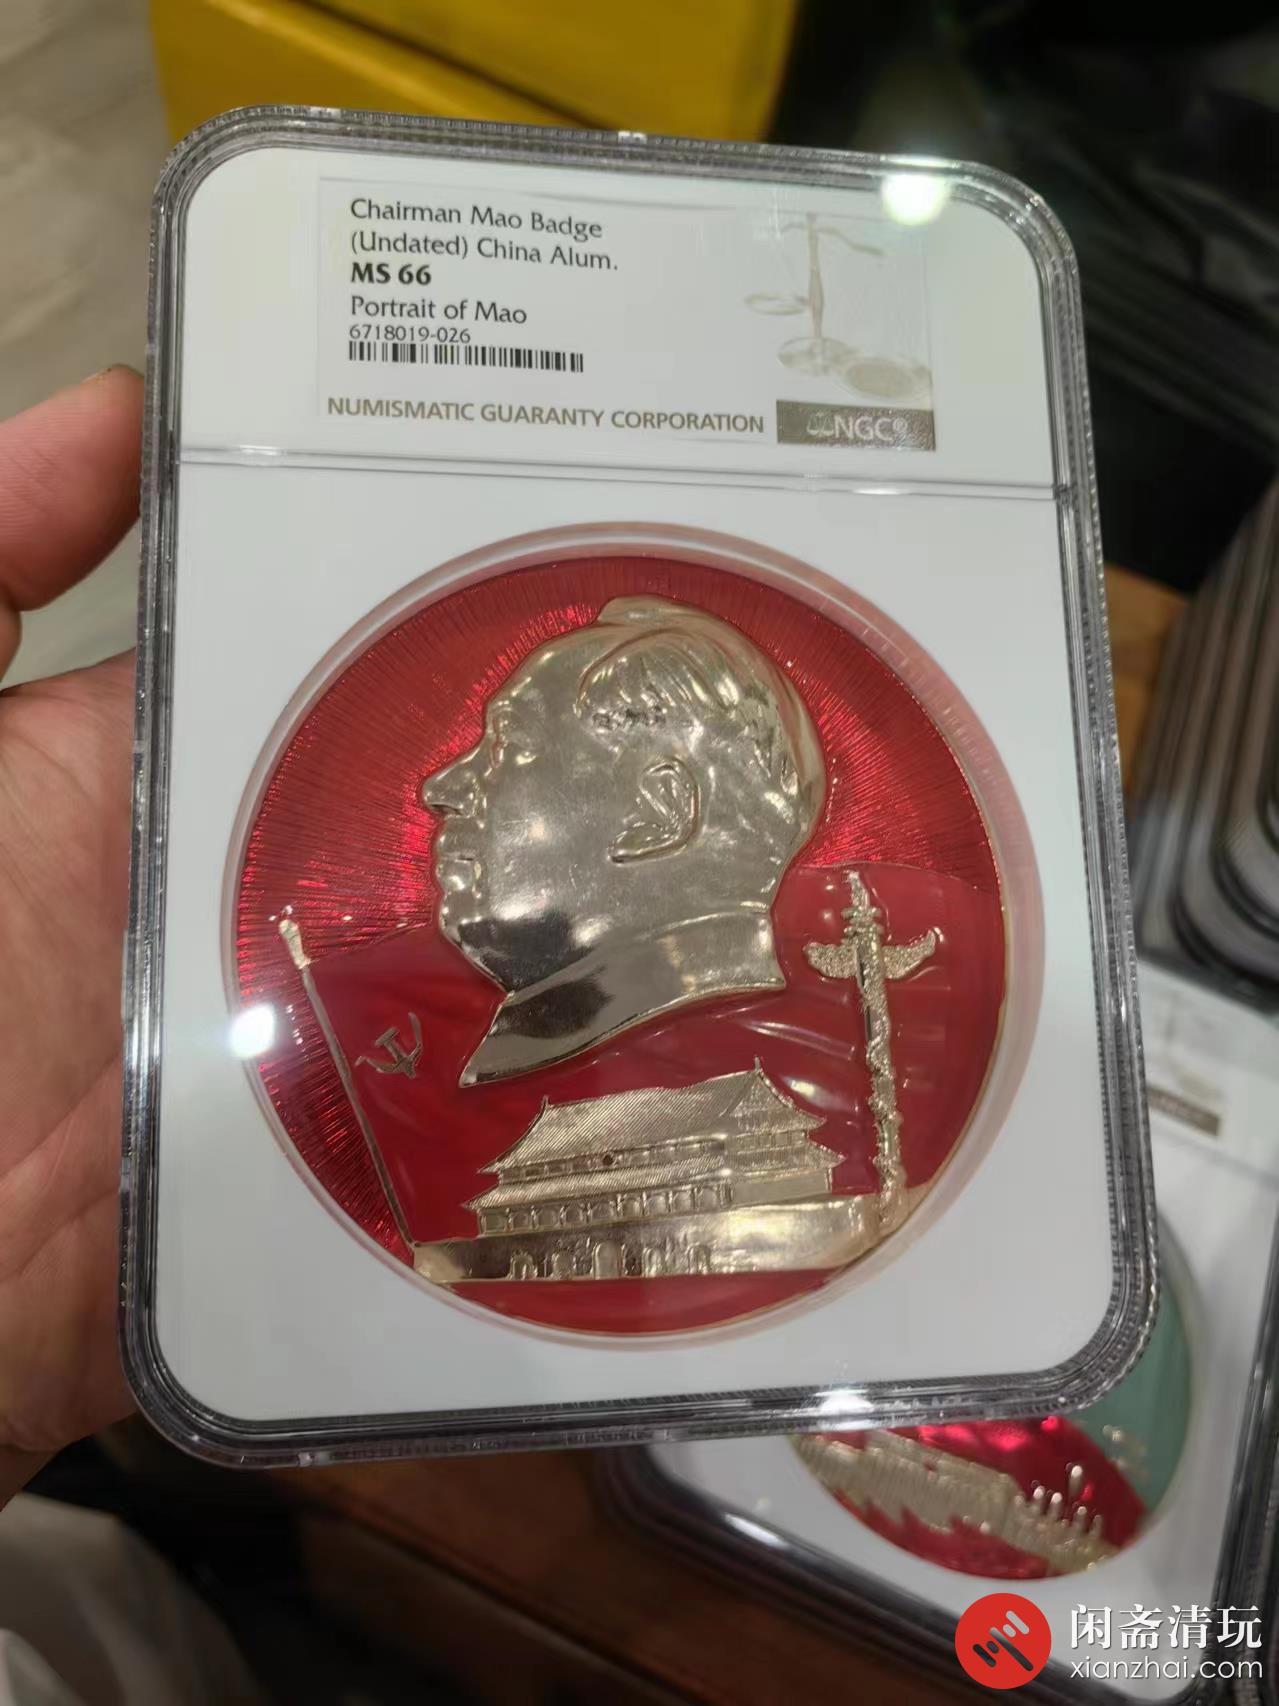 Chairman Mao Badge
(Undated) China Alum.
MS 66
Portrait of Mao
6718019-026
NUMISMATIC GUARANTY CORPORATION
NGC®
闲斋清玩
xianzhai.com